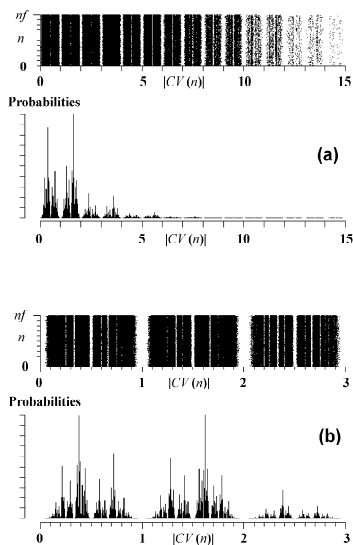 nf
n
0
0 5 10 15
|CV(n)|
Probabilities
(a)
0 5 10 15
|CV(n)|
nf
n
0
0 1 2 3
|CV(n)|
Probabilities
(b)
0 1 2 3
|CV(n)|